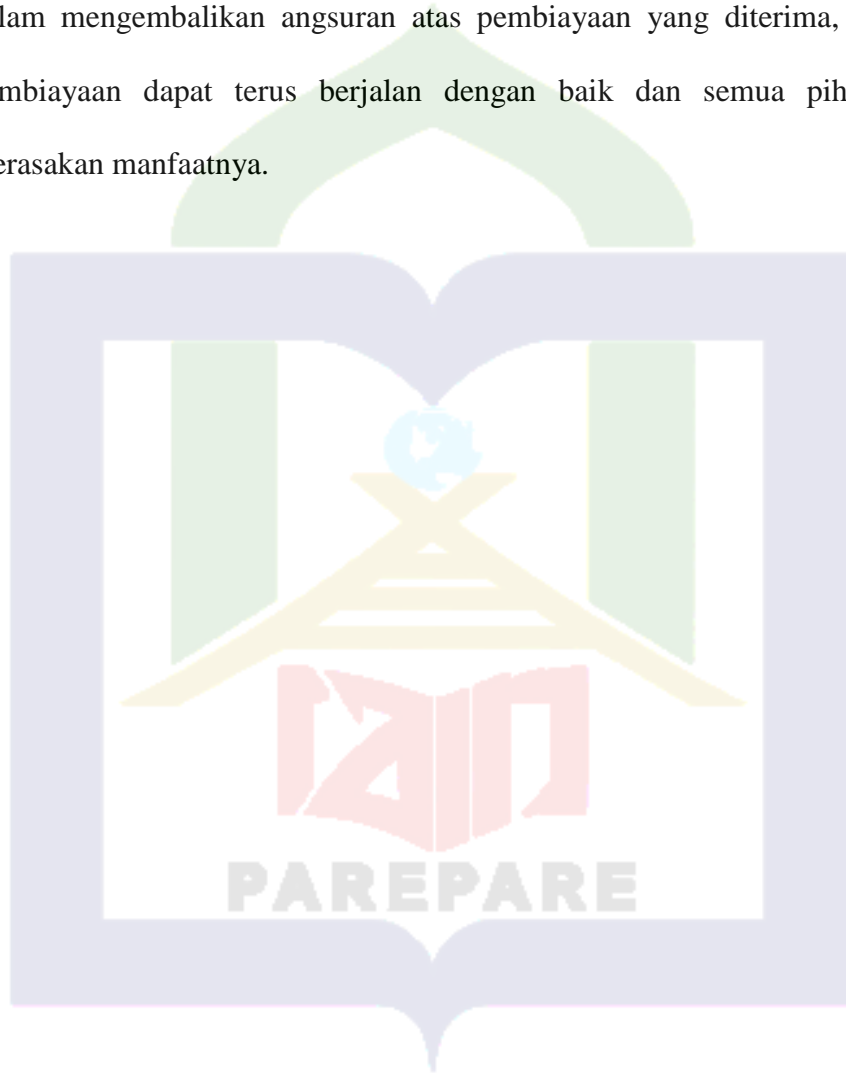 lam mengembalikan angsuran atas pembiayaan yang diterima,
mbiayaan dapat terus berjalan dengan baik dan semua pih
erasakan manfaatnya.
iain
PAREPARE